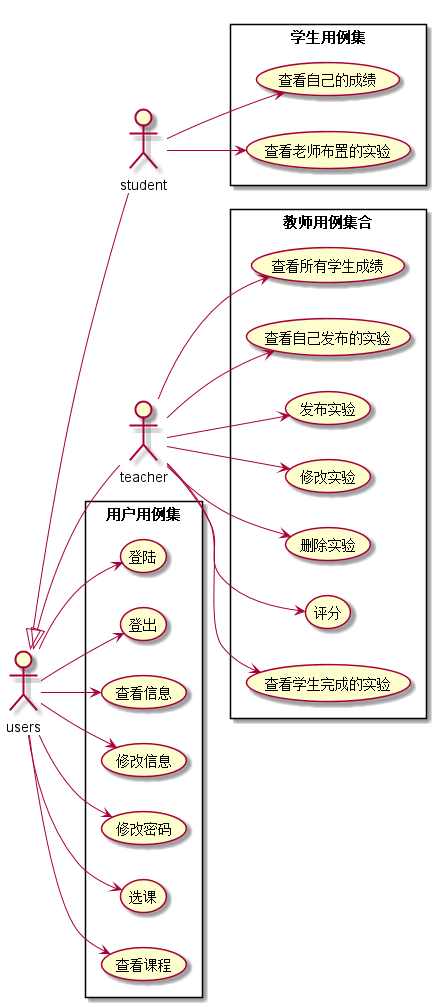 学生用例集
查看自己的成绩
查看老师布置的实验
student
教师用例集合
查看所有学生成绩
查看自己发布的实验
发布实验
修改实验
删除实验
评分
查看学生完成的实验
teacher
用户用例集
登陆
登出
查看信息
修改信息
修改密码
选课
查看课程
users